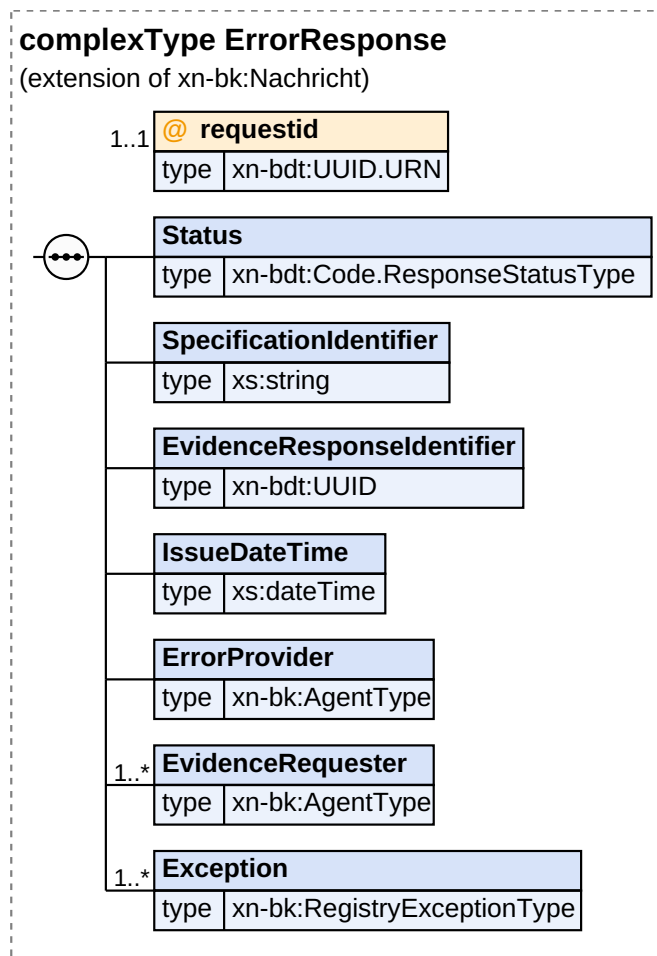 complexType ErrorResponse
(extension of xn-bk:Nachricht)
1..1 @ requestid
type xn-bdt:UUID.URN
Status
type xn-bdt:Code.ResponseStatusType
SpecificationIdentifier
type xs:string
EvidenceResponseIdentifier
type xn-bdt:UUID
IssueDateTime
type xs:dateTime
ErrorProvider
type xn-bk:AgentType
1..* EvidenceRequester
type xn-bk:AgentType
1..* Exception
type xn-bk:RegistryExceptionType